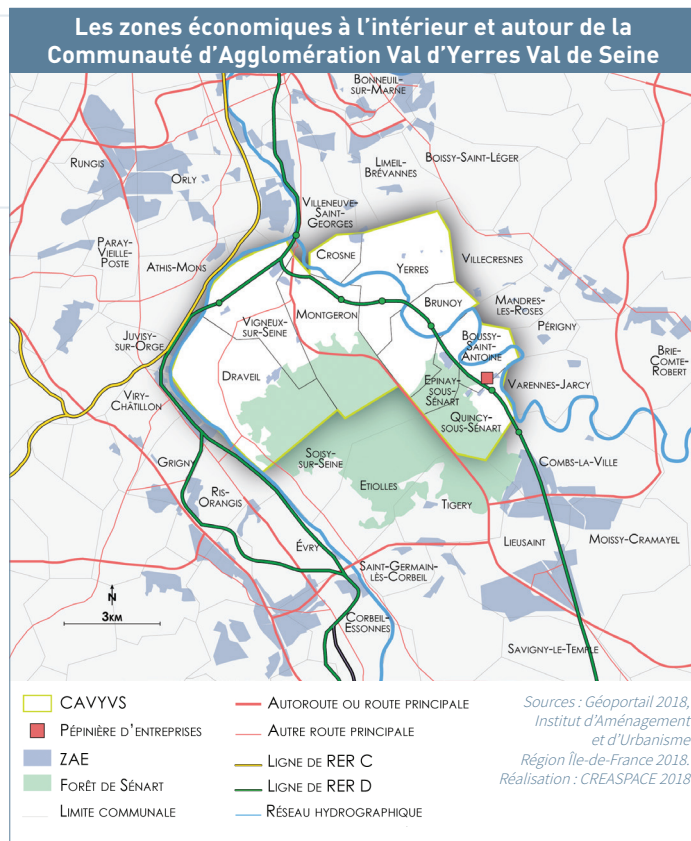 Les zones économiques à l'intérieur et autour de la
Communauté d'Agglomération Val d'Yerres Val de Seine
Bonneuil-
sur-Marne
Rungis
Orly
Limeil-
Brévannes
Boissy-Saint-Léger
Villeneuve-
Saint-
Georges
Paray-
Vieille-
Poste
Athis-Mons
Crosne
Yerres
Villecresnes
Mandres-
les-Roses
Périgny
Brunoy
Montgeron
Vigneux-
sur-Seine
Boussy-
Saint-
Antoine
Brie-
Comte-
Robert
Juvisy-
sur-Orge
Draveil
Epinay-
sous-
Sénart
Varennes-Jarcy
Viry-
Châtillon
Quincy-
sous-Sénart
Grigny
Soisy-
sur-Seine
Combs-la-Ville
Ris-
Orangis
Etiolles
Tigery
Lieusaint
Moissy-Cramayel
Évry
Saint-Germain-
lès-Corbeil
Corbeil-
Essonnes
Savigny-le-Temple
N
3km
CAVYVS
Pépinière d'entreprises
ZAE
Forêt de Sénart
Limite communale
Autoroute ou route principale
Autre route principale
Ligne de RER C
Ligne de RER D
Réseau hydrographique
Sources : Géoportail 2018,
Institut d'Aménagement
et d'Urbanisme
Région Île-de-France 2018.
Réalisation : CREASPACE 2018